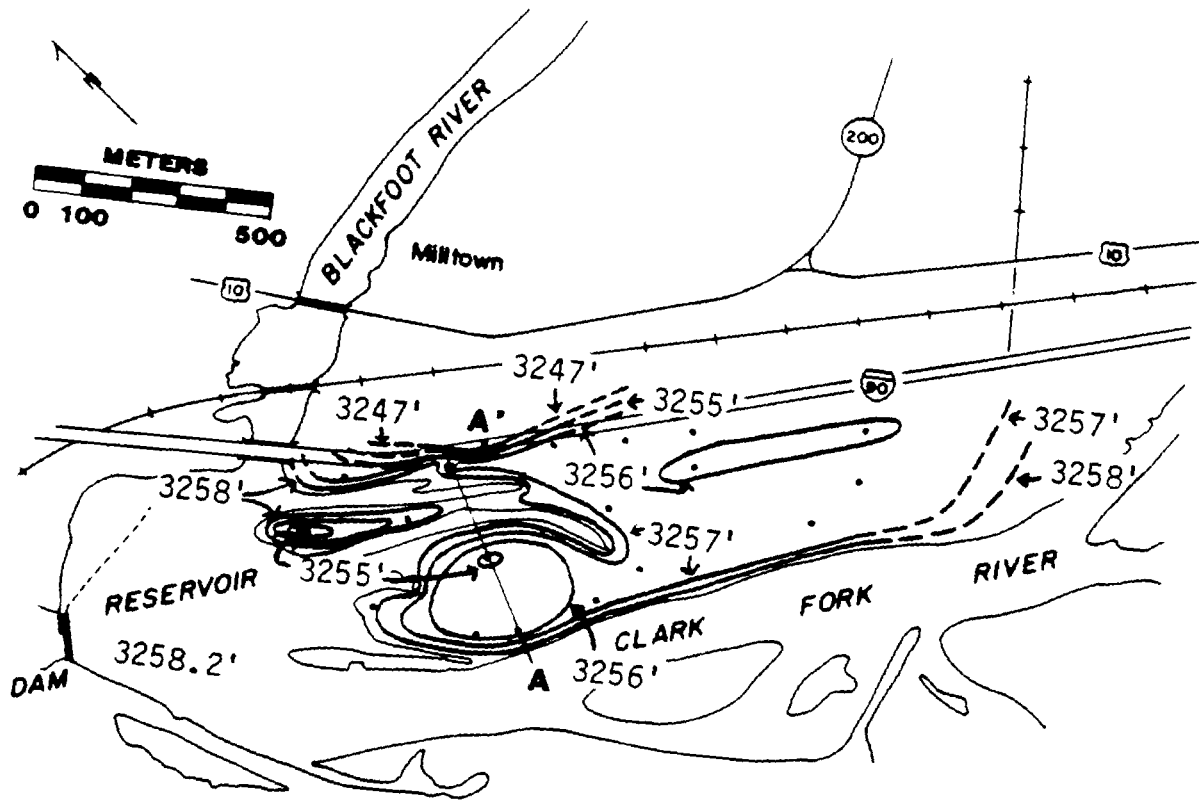 N
METERS
0 100 500
BLACKFOOT RIVER
Milltown
200
10
10
90
3247'
3247'
A'
3255'
3256'
3257'
3258'
3258'
3257'
3255'
RESERVOIR
3258.2'
DAM
CLARK FORK RIVER
3256'
A